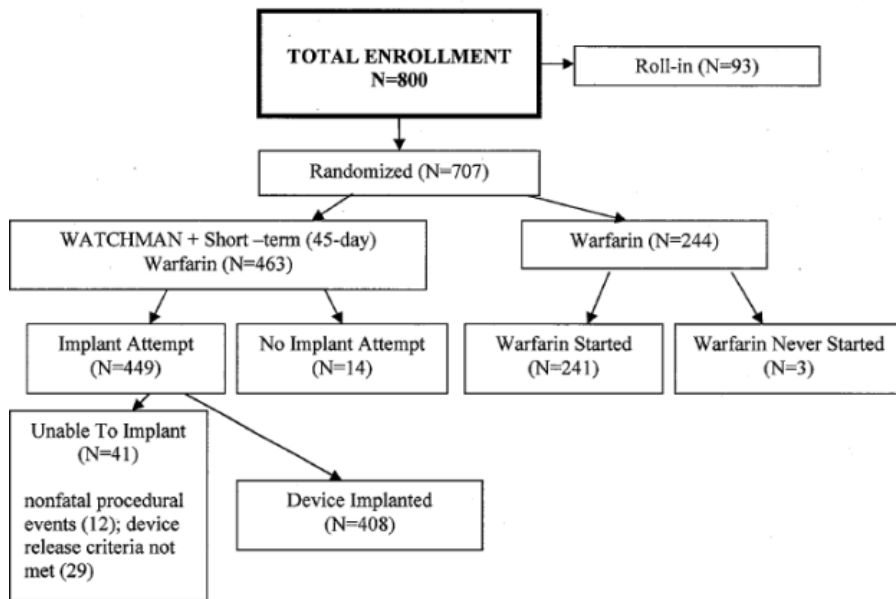 TOTAL ENROLLMENT
N=800
Roll-in (N=93)
Randomized (N=707)
WATCHMAN + Short –term (45-day)
Warfarin (N=463)
Warfarin (N=244)
Implant Attempt
(N=449)
No Implant Attempt
(N=14)
Warfarin Started
(N=241)
Warfarin Never Started
(N=3)
Unable To Implant
(N=41)
nonfatal procedural
events (12); device
release criteria not
met (29)
Device Implanted
(N=408)